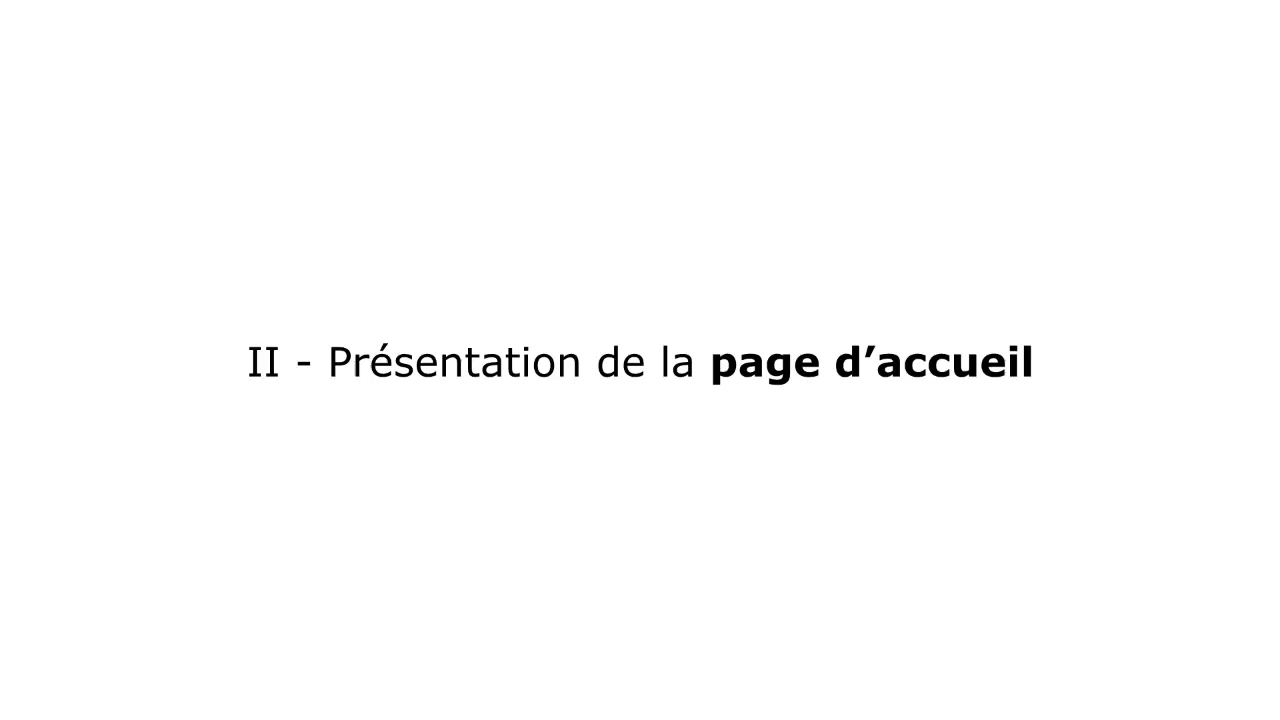 II - Présentation de la page d’accueil